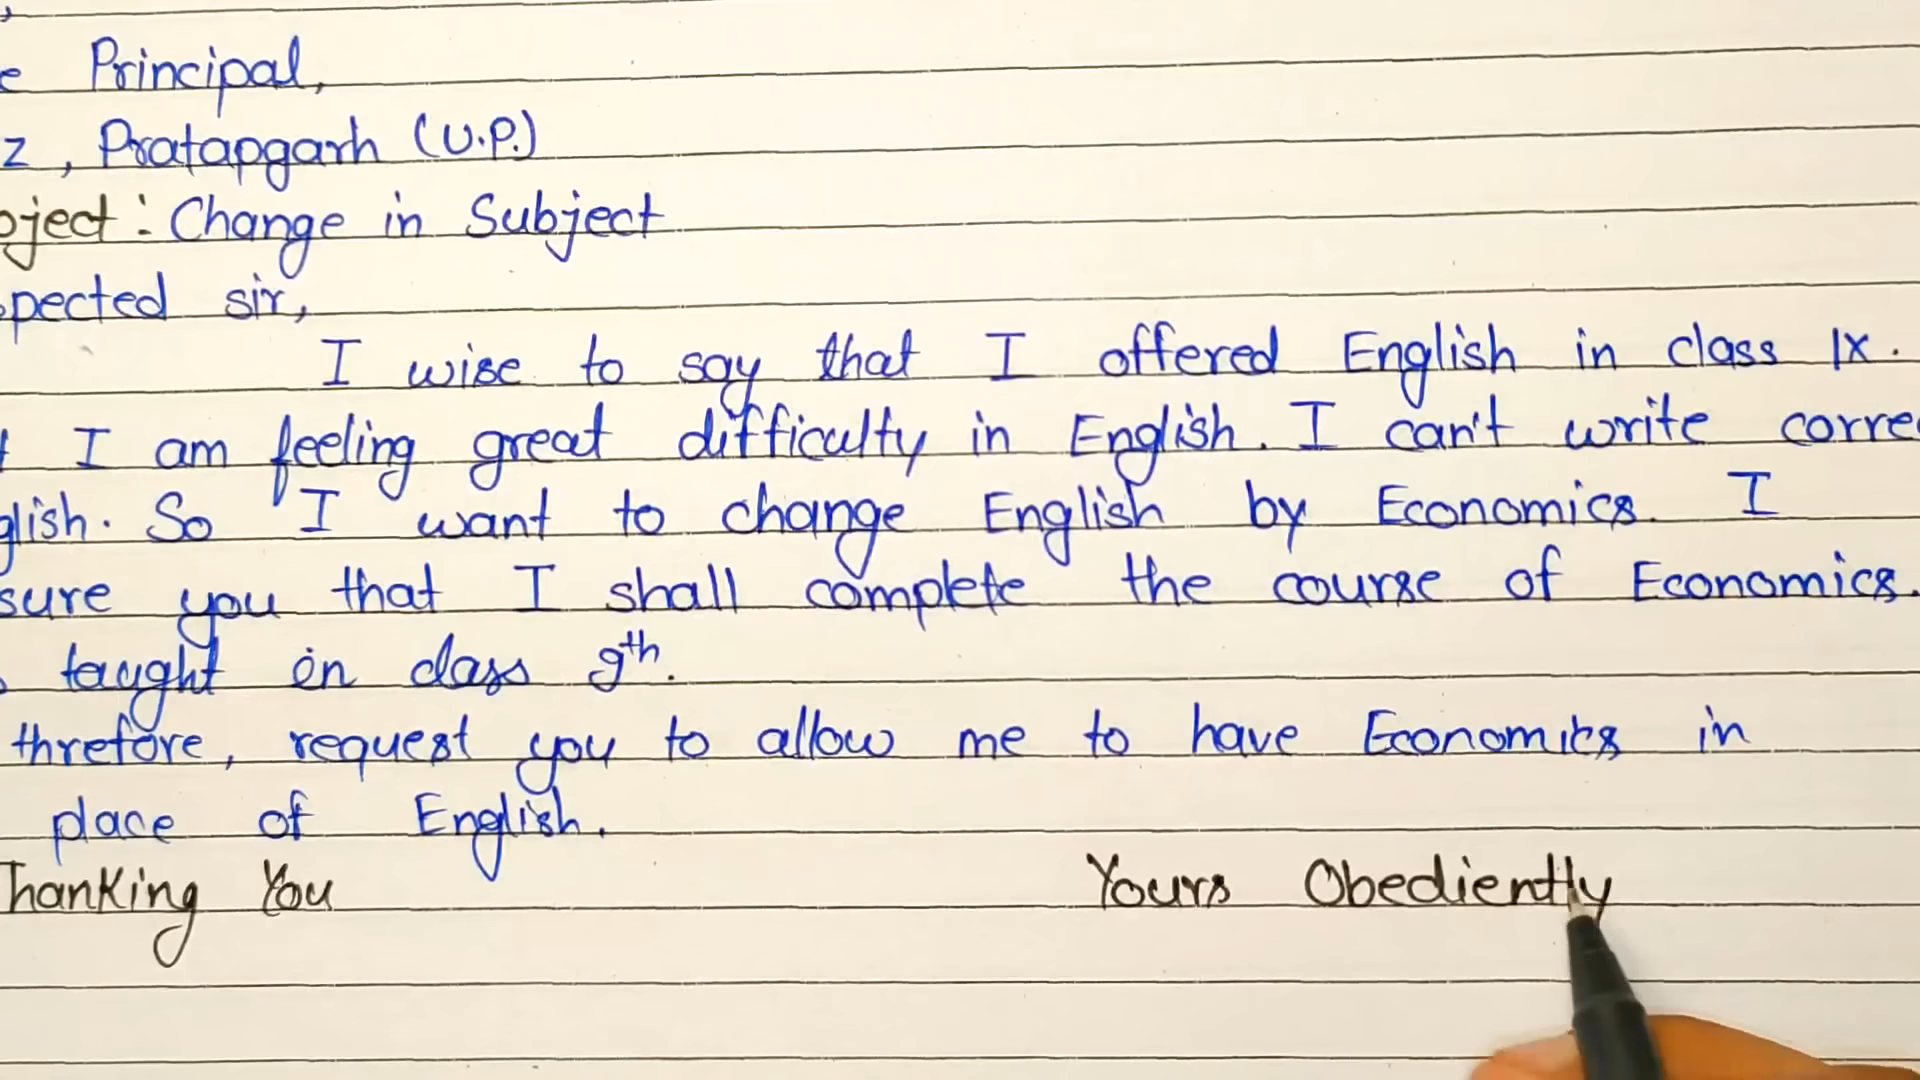 e Principal,
z, Pratapgarh (U.P.)
bject: Change in Subject
spected sir,
I wise to say that I offered English in class IX.
t I am feeling great difficulty in English. I can't write corre
glish. So I want to change English by Economics. I
sure you that I shall complete the course of Economics.
taught in class 9th.
threfore, request you to allow me to have Economics in
place of English.
Thanking You Yours Obediently